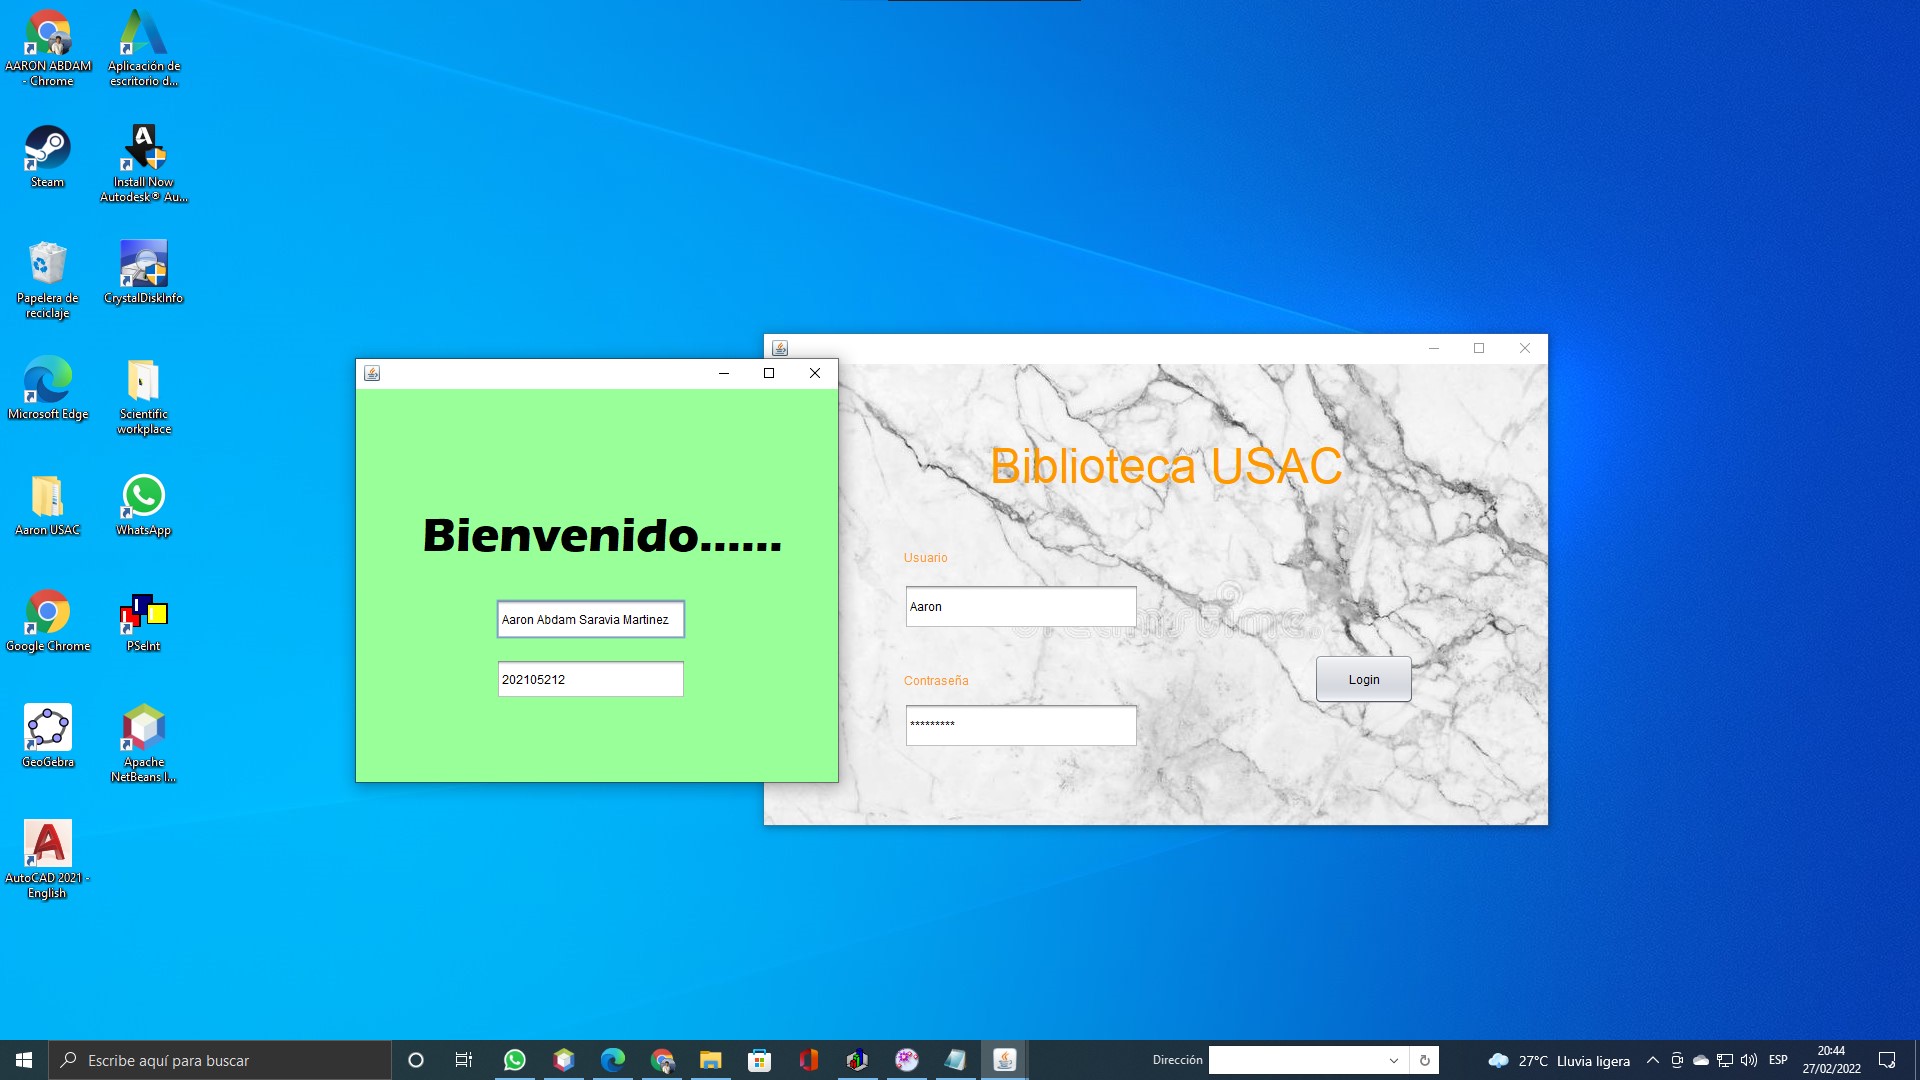 AARON ABDAM
- Chrome
Aplicación de
escritorio d...
Steam
Install Now
Autodesk® Au...
Papelera de
reciclaje
CrystalDiskInfo
Microsoft Edge
Scientific
workplace
Aaron USAC
WhatsApp
Google Chrome
PSeInt
GeoGebra
Apache
NetBeans I...
AutoCAD 2021 -
English
Bienvenido......
Aaron Abdam Saravia Martinez
202105212
Biblioteca USAC
Usuario
Aaron
Contraseña
*********
Login
Escribe aquí para buscar
Dirección
27°C Lluvia ligera
ESP
20:44
27/02/2022